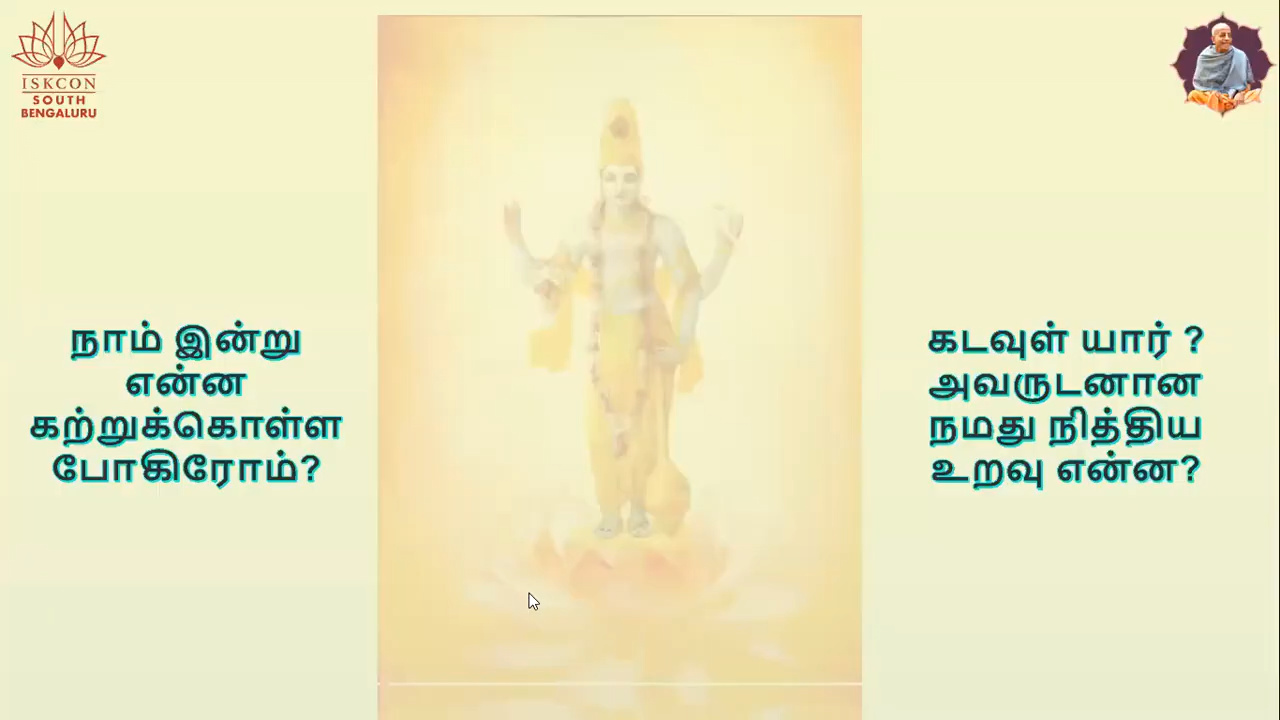 ISKCON
SOUTH
BENGALURU
நாம் இன்று
என்ன
கற்றுக்கொள்ள
போகிரோம்?
கடவுள் யார் ?
அவருடனான
நமது நித்திய
உறவு என்ன?